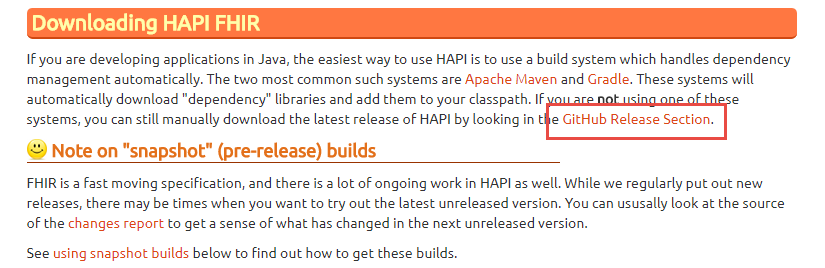 Downloading HAPI FHIR
If you are developing applications in Java, the easiest way to use HAPI is to use a build system which handles dependency
management automatically. The two most common such systems are Apache Maven and Gradle. These systems will
automatically download "dependency" libraries and add them to your classpath. If you are not using one of these
systems, you can still manually download the latest release of HAPI by looking in the GitHub Release Section.
Note on "snapshot" (pre-release) builds
FHIR is a fast moving specification, and there is a lot of ongoing work in HAPI as well. While we regularly put out new
releases, there may be times when you want to try out the latest unreleased version. You can ususally look at the source
of the changes report to get a sense of what has changed in the next unreleased version.
See using snapshot builds below to find out how to get these builds.